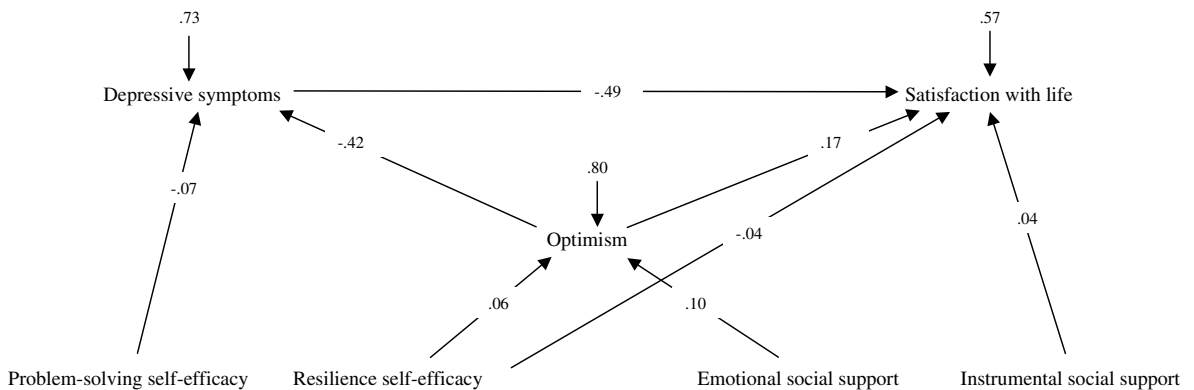 .73
.57
Depressive symptoms
-.49
Satisfaction with life
-.42
.17
.80
-.07
.04
-.04
Optimism
.06
.10
Problem-solving self-efficacy
Resilience self-efficacy
Emotional social support
Instrumental social support